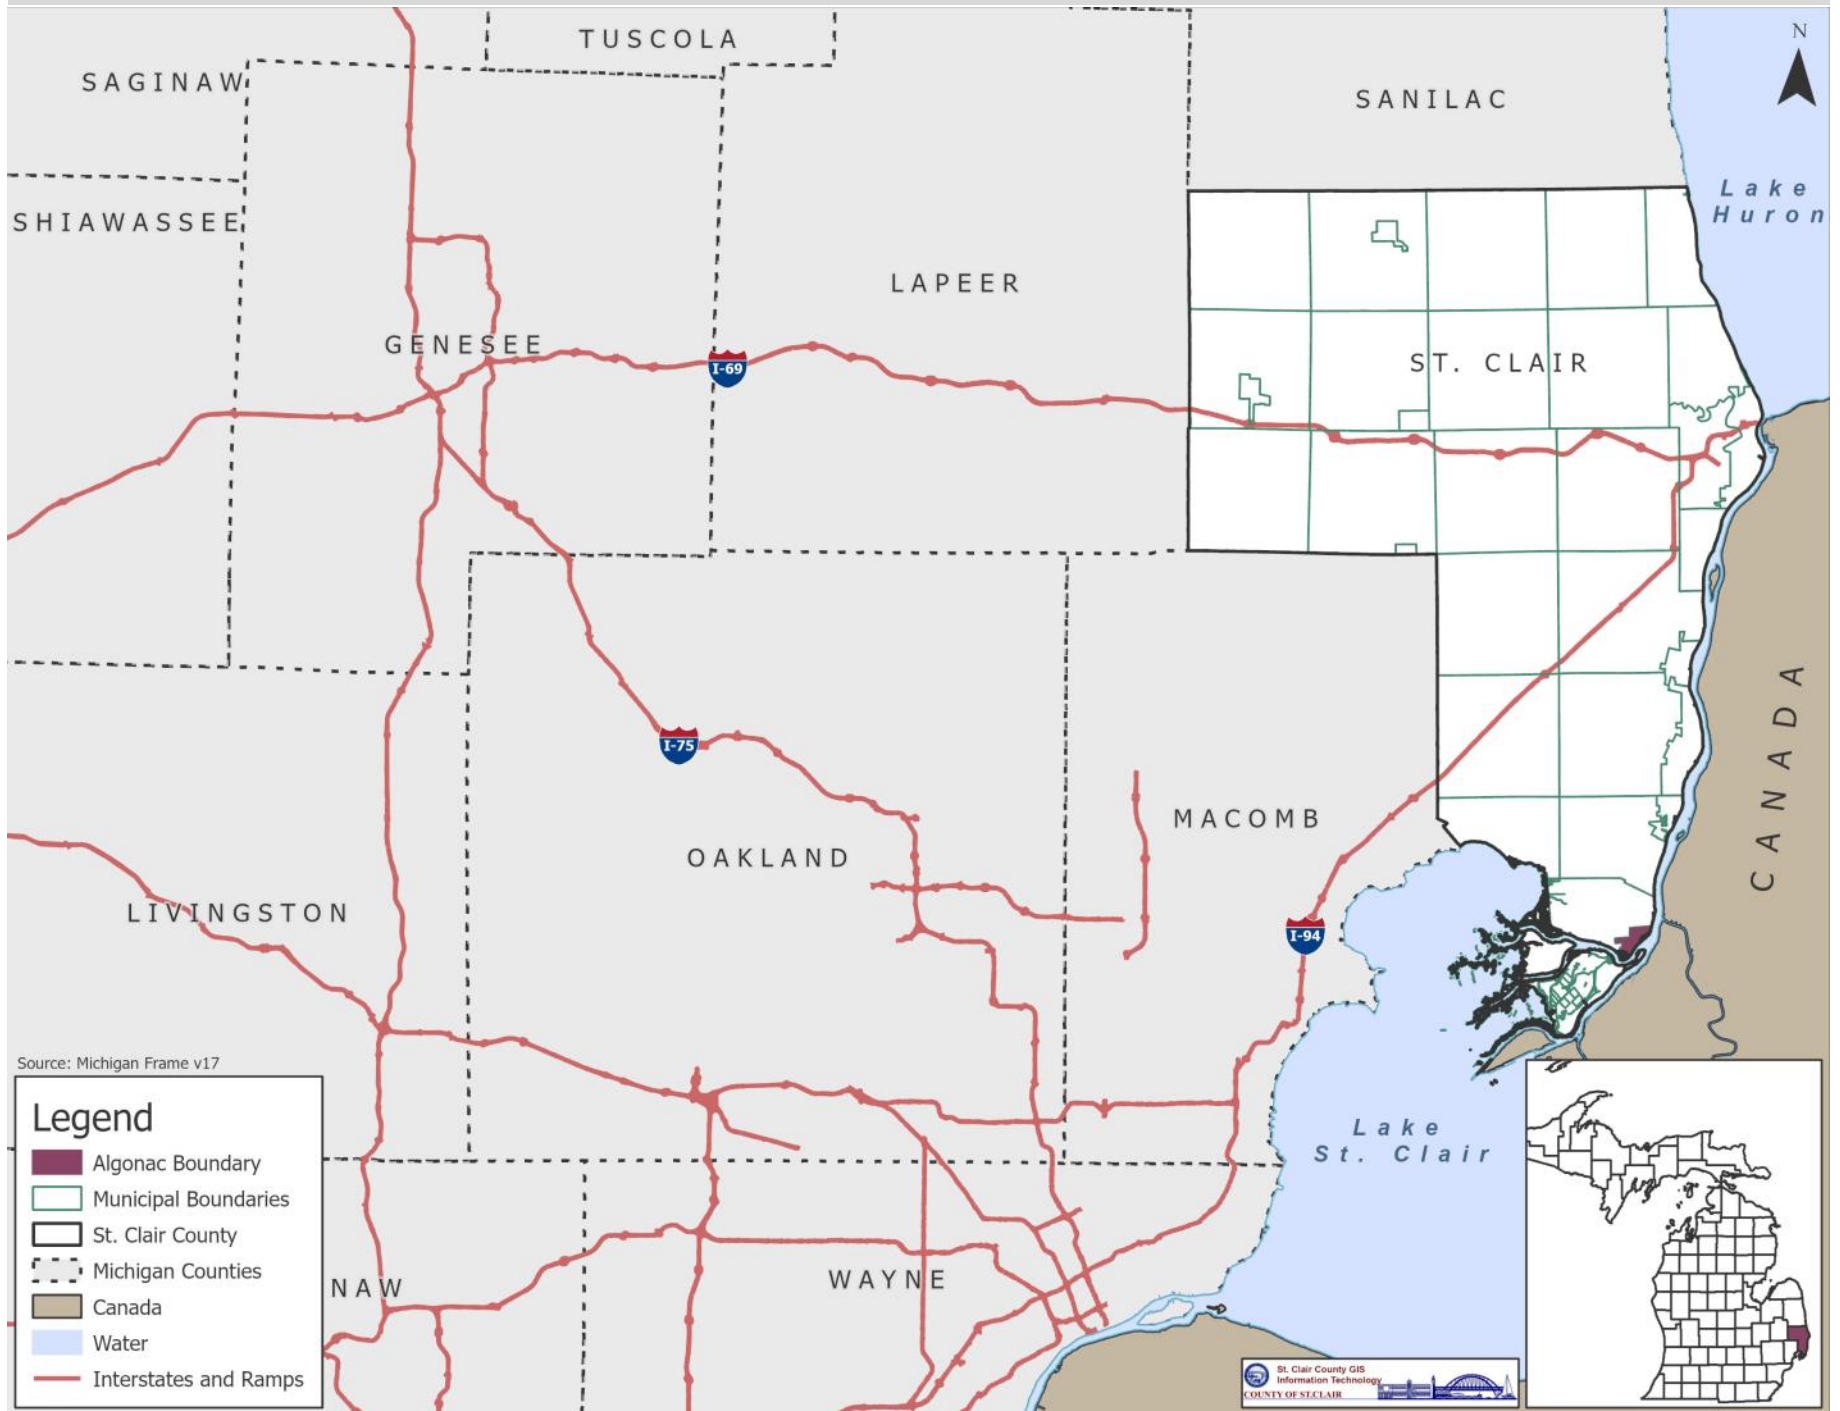 TUSCOLA
N
SAGINAW
SANILAC
Lake
Huron
SHIAWASSEE
LAPEER
GENESEE
I-69
ST. CLAIR
CANADA
I-75
MACOMB
OAKLAND
LIVINGSTON
I-94
Source: Michigan Frame v17
Legend
Algonac Boundary
Municipal Boundaries
St. Clair County
Michigan Counties
Canada
Water
Interstates and Ramps
Lake
St. Clair
NAW
WAYNE
St. Clair County GIS
Information Technology
COUNTY OF ST.CLAIR